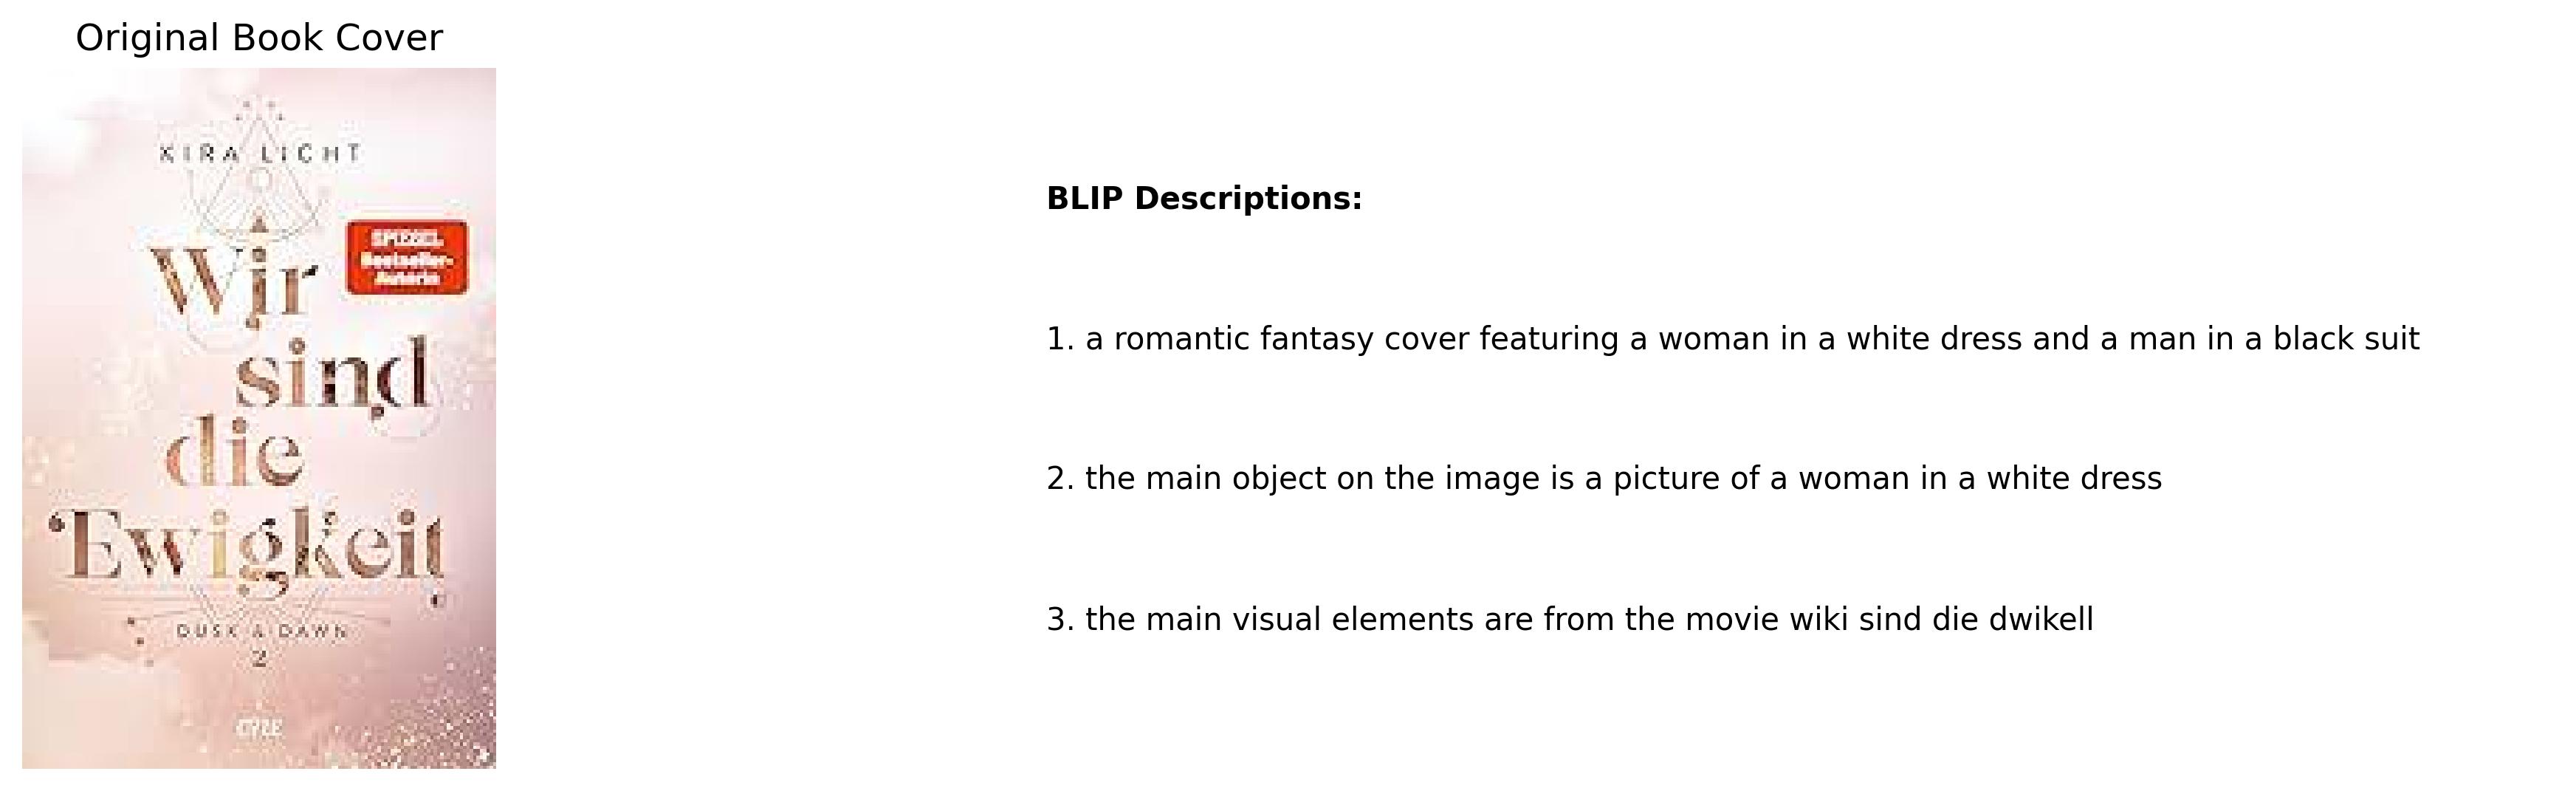 Original Book Cover
KIRA LICHT
Wir
SPIEGEL
Bestseller-
Autorin
sind
die
Ewigkeit
DUSK & DAWN
2
ONE
BLIP Descriptions:
1. a romantic fantasy cover featuring a woman in a white dress and a man in a black suit
2. the main object on the image is a picture of a woman in a white dress
3. the main visual elements are from the movie wiki sind die dwikell